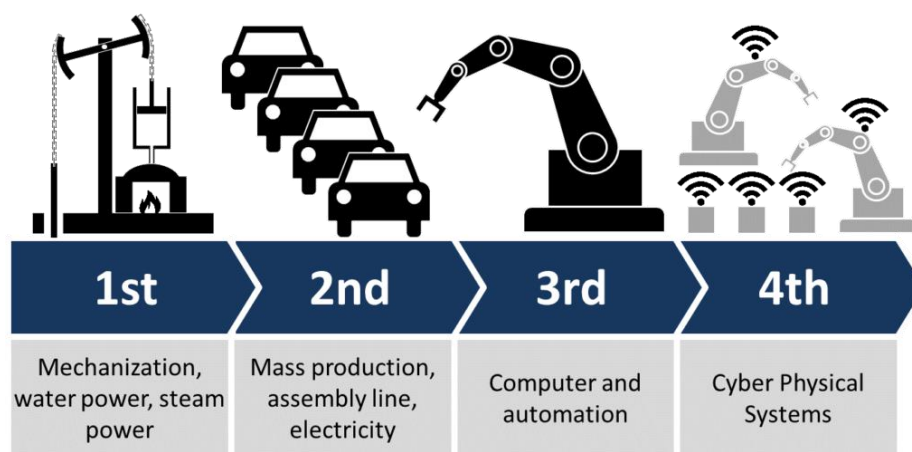 1st
2nd
3rd
4th
Mechanization,
water power, steam
power
Mass production,
assembly line,
electricity
Computer and
automation
Cyber Physical
Systems